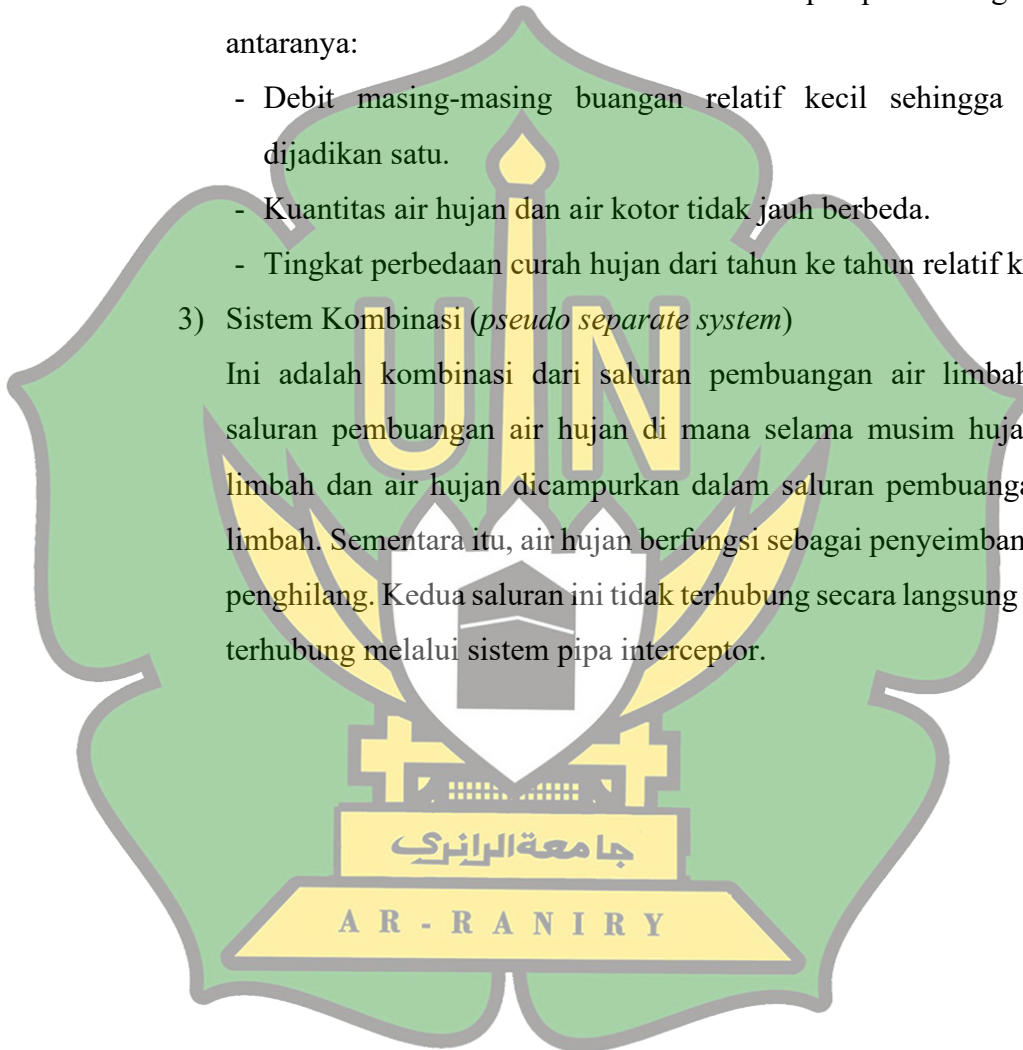 antaranya:
- Debit masing-masing buangan relatif kecil sehingga
dijadikan satu.
- Kuantitas air hujan dan air kotor tidak jauh berbeda.
- Tingkat perbedaan curah hujan dari tahun ke tahun relatif k
3) Sistem Kombinasi (pseudo separate system)
Ini adalah kombinasi dari saluran pembuangan air limbah
saluran pembuangan air hujan di mana selama musim huja
limbah dan air hujan dicampurkan dalam saluran pembuanga
limbah. Sementara itu, air hujan berfungsi sebagai penyeimban
penghilang. Kedua saluran ini tidak terhubung secara langsung
terhubung melalui sistem pipa interceptor.
UIN
جامعة الرانري
AR-RANIRY